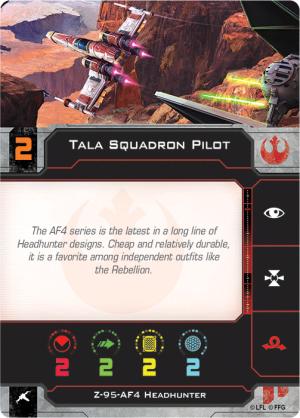 2 Tala Squadron Pilot
The AF4 series is the latest in a long line of
Headhunter designs. Cheap and relatively durable,
it is a favorite among independent outfits like
the Rebellion.
2 2 2 2
Z-95-AF4 Headhunter
©LFL ©FFG